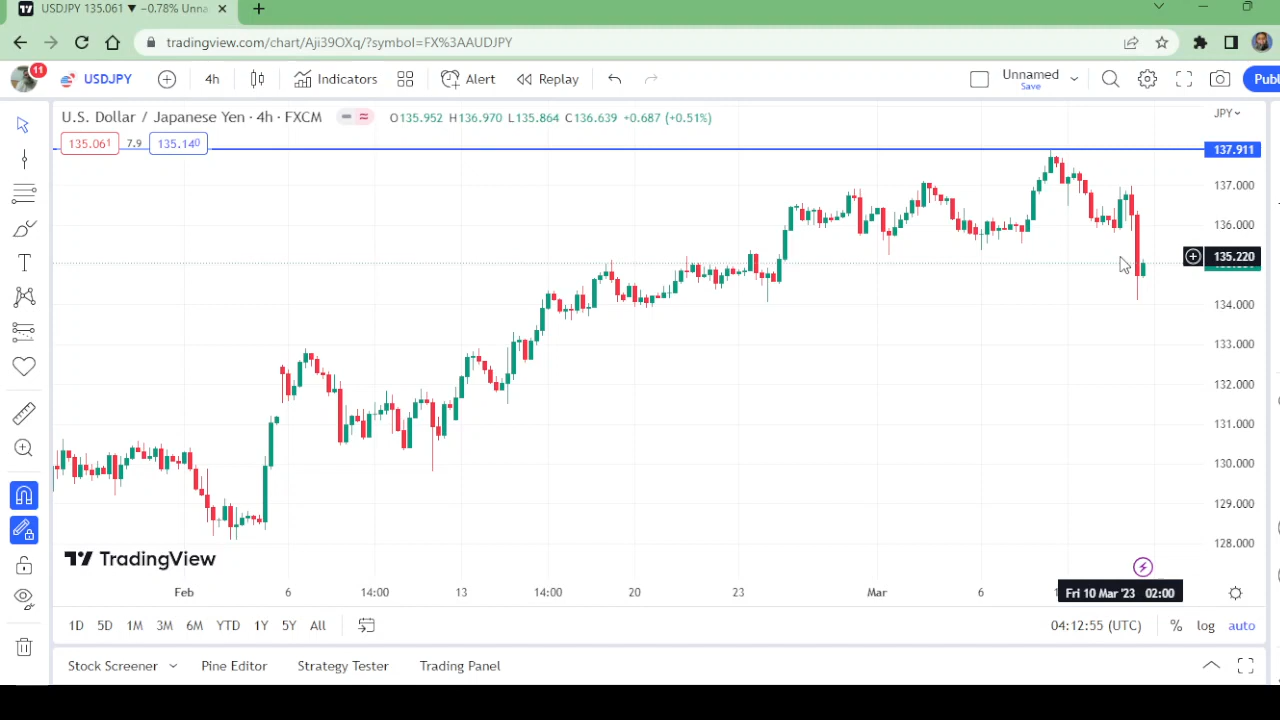 USDJPY 135.061 ▼ −0.78% Unna
tradingview.com/chart/Aji39OXq/?symbol=FX%3AAUDJPY
11
USDJPY
4h
Indicators
Alert
Replay
Unnamed
Save
Publ
U.S. Dollar / Japanese Yen · 4h · FXCM
O135.952 H136.970 L135.864 C136.639 +0.687 (+0.51%)
JPY
135.061
7.9
135.140
137.911
137.000
136.000
135.220
134.000
133.000
132.000
131.000
130.000
129.000
128.000
TradingView
Feb
6
14:00
13
14:00
20
23
Mar
6
Fri 10 Mar '23 02:00
1D
5D
1M
3M
6M
YTD
1Y
5Y
All
04:12:55 (UTC)
%
log
auto
Stock Screener
Pine Editor
Strategy Tester
Trading Panel